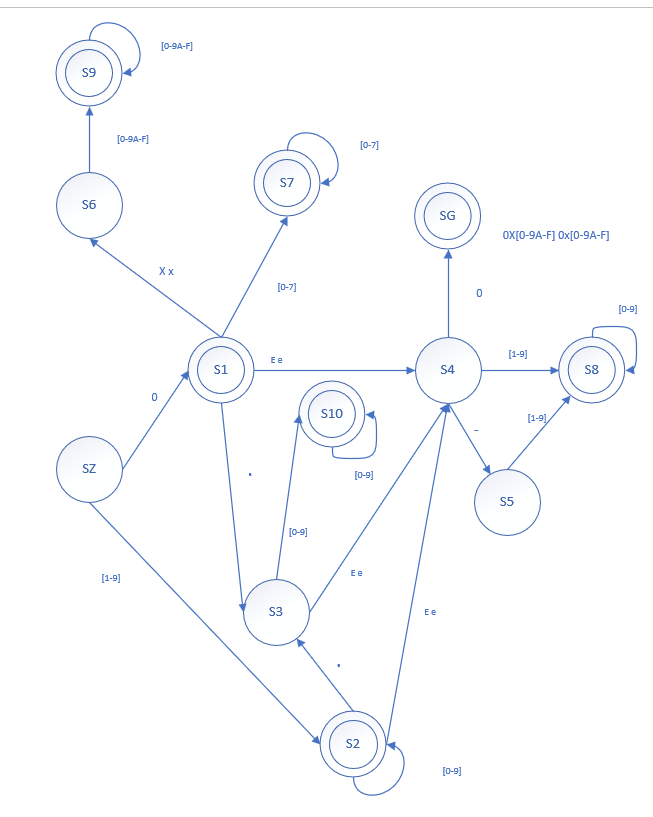 [0-9A-F]
S9
[0-9A-F]
[0-7]
S7
S6
SG
0X[0-9A-F] 0x[0-9A-F]
X x
[0-7]
0
[0-9]
E e
[1-9]
S1
S4
S8
0
S10
[1-9]
-
.
[0-9]
SZ
S5
[0-9]
E e
[1-9]
S3
E e
.
S2
[0-9]